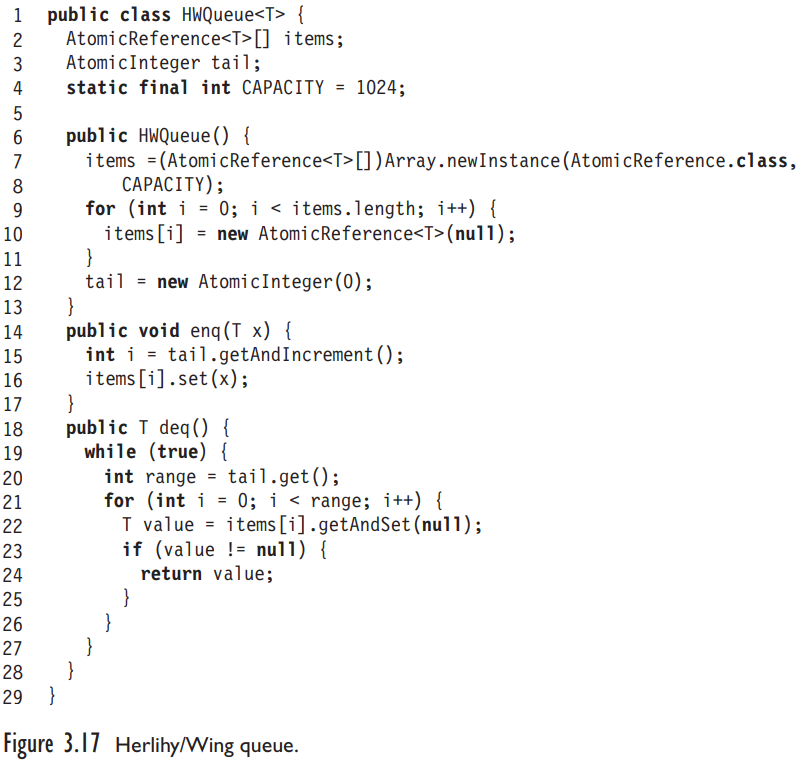 1 public class HWQueue<T> {
2 AtomicReference<T>[] items;
3 AtomicInteger tail;
4 static final int CAPACITY = 1024;
5
6 public HWQueue() {
7 items =(AtomicReference<T>[])Array.newInstance(AtomicReference.class,
8 CAPACITY);
9 for (int i = 0; i < items.length; i++) {
10 items[i] = new AtomicReference<T>(null);
11 }
12 tail = new AtomicInteger(0);
13 }
14 public void enq(T x) {
15 int i = tail.getAndIncrement();
16 items[i].set(x);
17 }
18 public T deq() {
19 while (true) {
20 int range = tail.get();
21 for (int i = 0; i < range; i++) {
22 T value = items[i].getAndSet(null);
23 if (value != null) {
24 return value;
25 }
26 }
27 }
28 }
29 }
Figure 3.17 Herlihy/Wing queue.